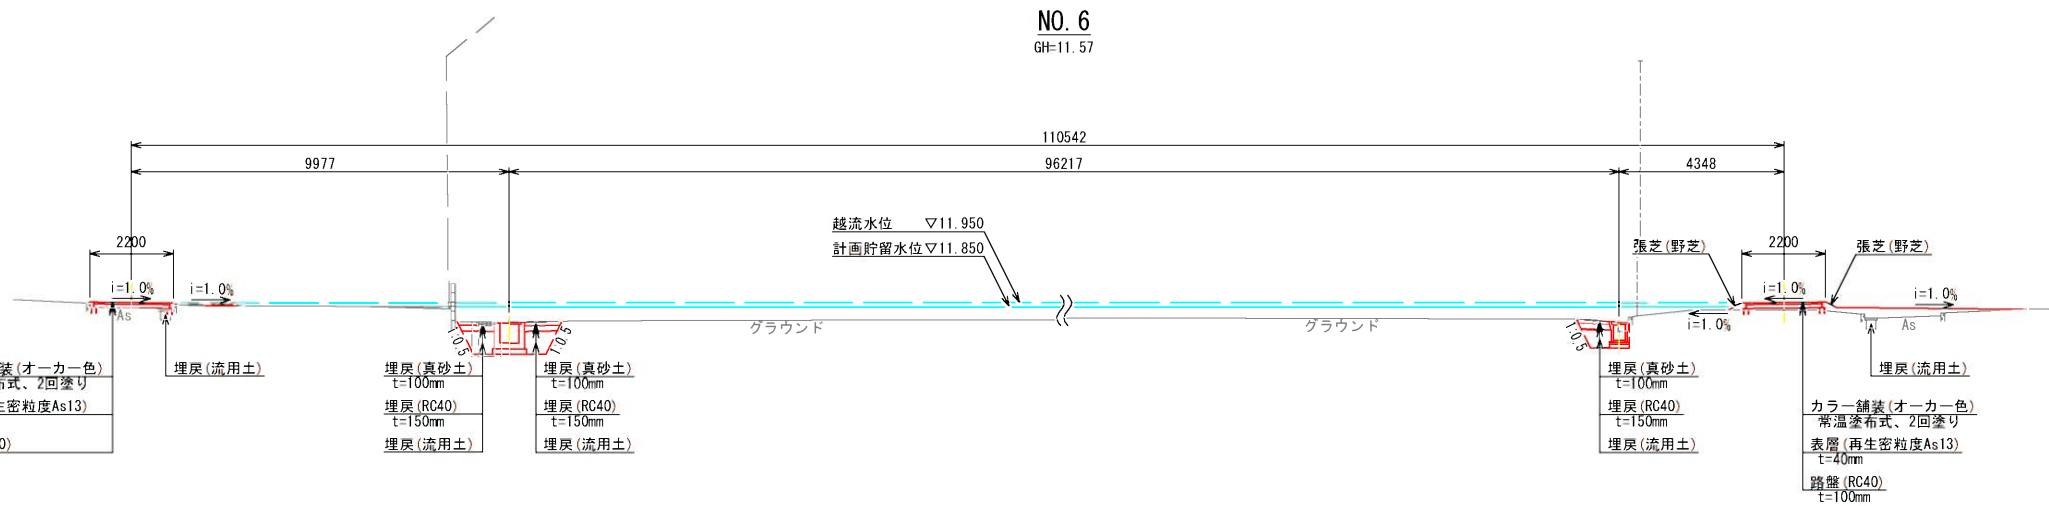 NO. 6
GH=11.57
110542
9977
96217
4348
越流水位 ▽11.950
計画貯留水位▽11.850
2200
張芝(野芝)
2200
張芝(野芝)
i=1.0%
i=1.0%
i=1.0%
i=1.0%
i=1.0%
As
1:0.5
1:0.5
グラウンド
グラウンド
1:0.5
As
装(オーカー色)
布式、2回塗り
生密粒度As13)
0)
埋戻(流用土)
埋戻(真砂土)
t=100mm
埋戻(RC40)
t=150mm
埋戻(流用土)
埋戻(真砂土)
t=100mm
埋戻(RC40)
t=150mm
埋戻(流用土)
埋戻(真砂土)
t=100mm
埋戻(RC40)
t=150mm
埋戻(流用土)
埋戻(流用土)
カラー舗装(オーカー色)
常温塗布式、2回塗り
表層(再生密粒度As13)
t=40mm
路盤(RC40)
t=100mm